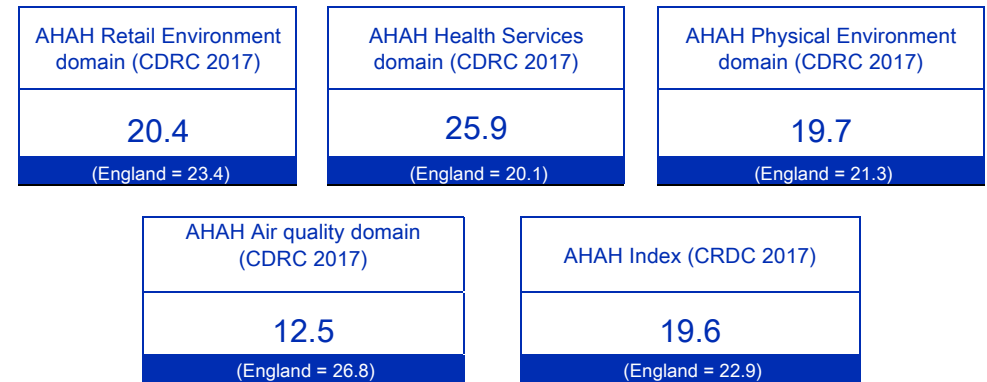 AHAH Retail Environment
domain (CDRC 2017)
20.4
(England = 23.4)
AHAH Health Services
domain (CDRC 2017)
25.9
(England = 20.1)
AHAH Physical Environment
domain (CDRC 2017)
19.7
(England = 21.3)
AHAH Air quality domain
(CDRC 2017)
12.5
(England = 26.8)
AHAH Index (CRDC 2017)
19.6
(England = 22.9)